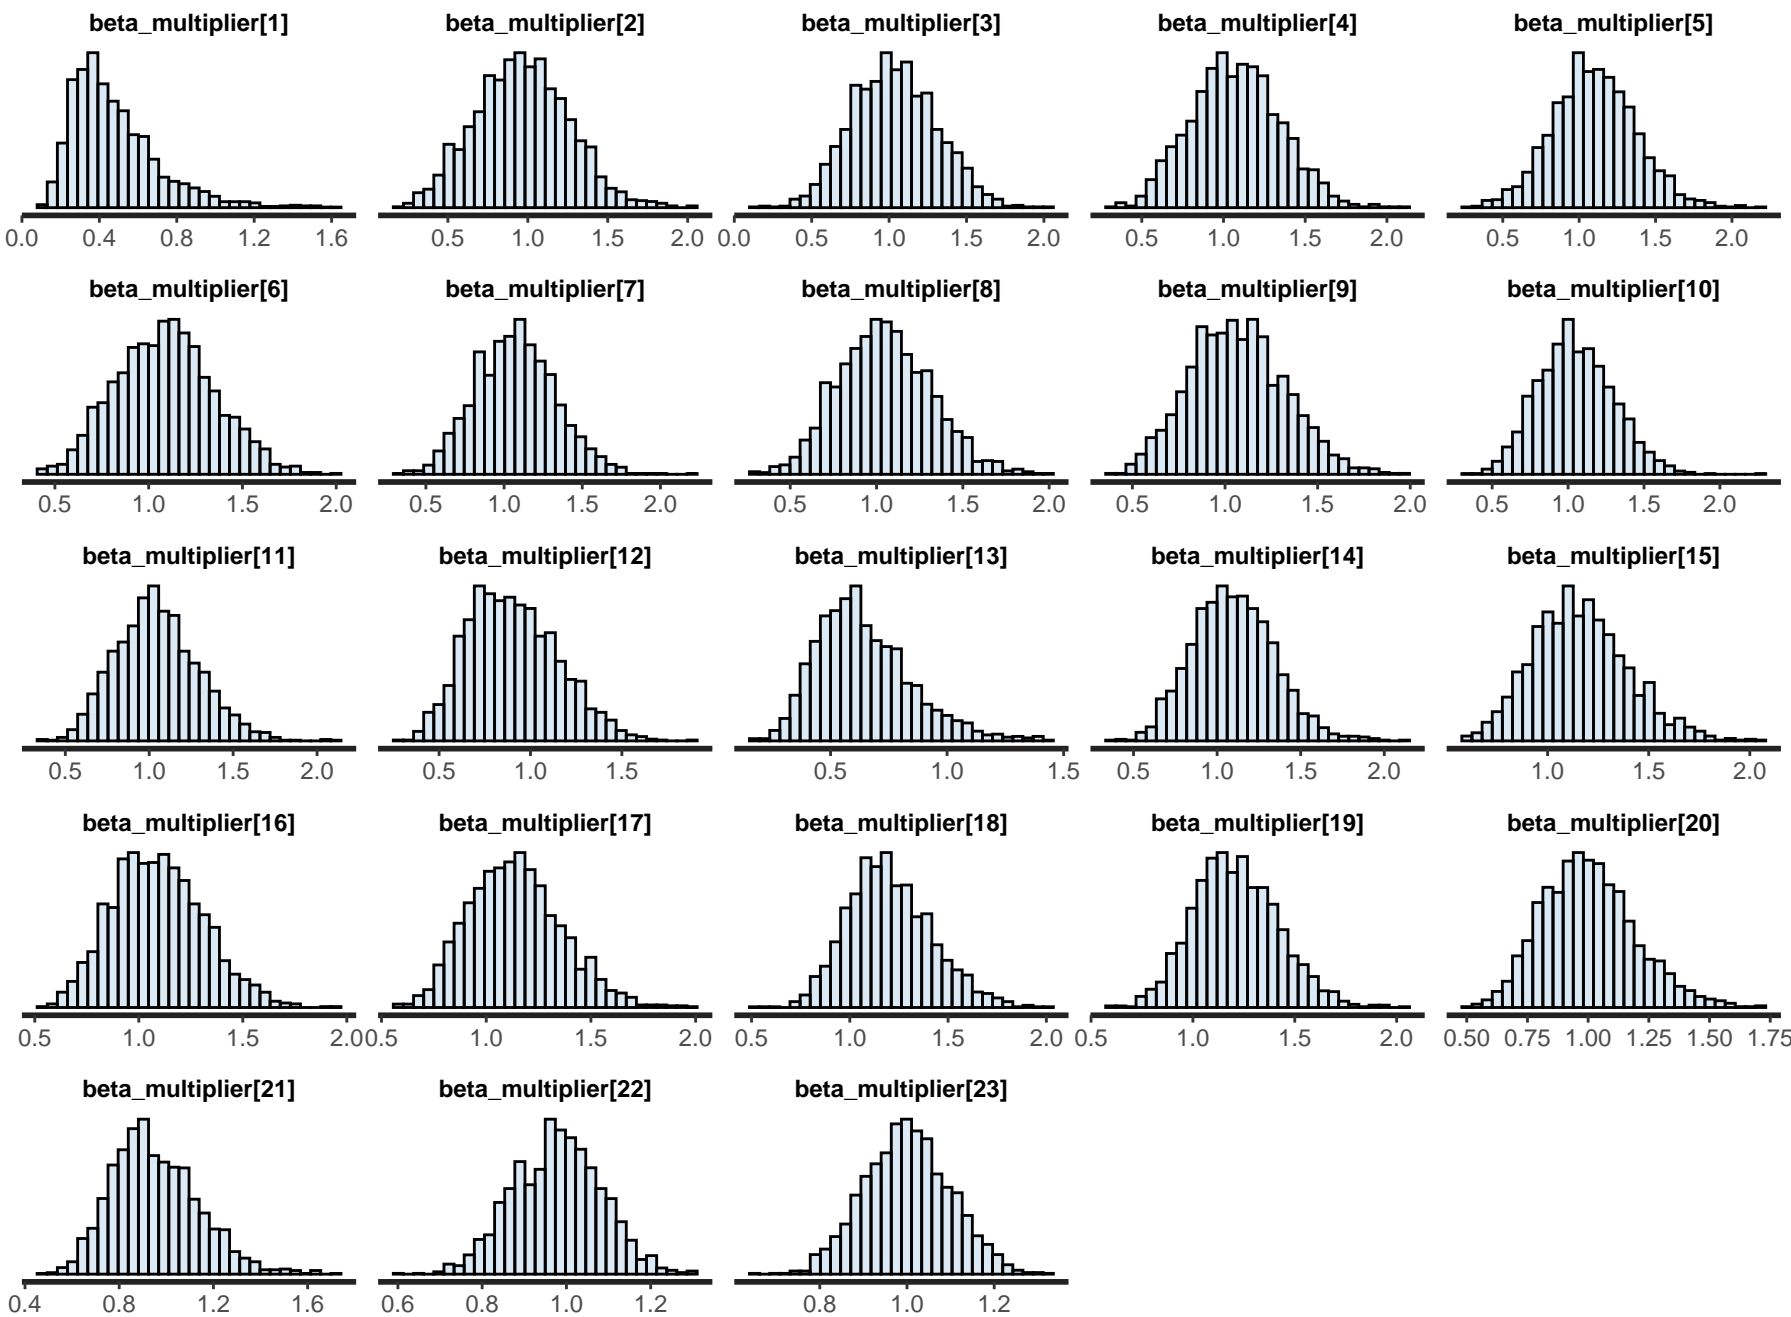 beta_multiplier[1] beta_multiplier[2] beta_multiplier[3] beta_multiplier[4] beta_multiplier[5]
0.0 0.4 0.8 1.2 1.6 0.5 1.0 1.5 2.0 0.0 0.5 1.0 1.5 2.0 0.5 1.0 1.5 2.0 0.5 1.0 1.5 2.0
beta_multiplier[6] beta_multiplier[7] beta_multiplier[8] beta_multiplier[9] beta_multiplier[10]
0.5 1.0 1.5 2.0 0.5 1.0 1.5 2.0 0.5 1.0 1.5 2.0 0.5 1.0 1.5 2.0 0.5 1.0 1.5 2.0
beta_multiplier[11] beta_multiplier[12] beta_multiplier[13] beta_multiplier[14] beta_multiplier[15]
0.5 1.0 1.5 2.0 0.5 1.0 1.5 0.5 1.0 1.5 0.5 1.0 1.5 2.0 1.0 1.5 2.0
beta_multiplier[16] beta_multiplier[17] beta_multiplier[18] beta_multiplier[19] beta_multiplier[20]
0.5 1.0 1.5 2.0 0.5 1.0 1.5 2.0 0.5 1.0 1.5 2.0 0.5 1.0 1.5 2.0 0.50 0.75 1.00 1.25 1.50 1.75
beta_multiplier[21] beta_multiplier[22] beta_multiplier[23]
0.4 0.8 1.2 1.6 0.6 0.8 1.0 1.2 0.8 1.0 1.2